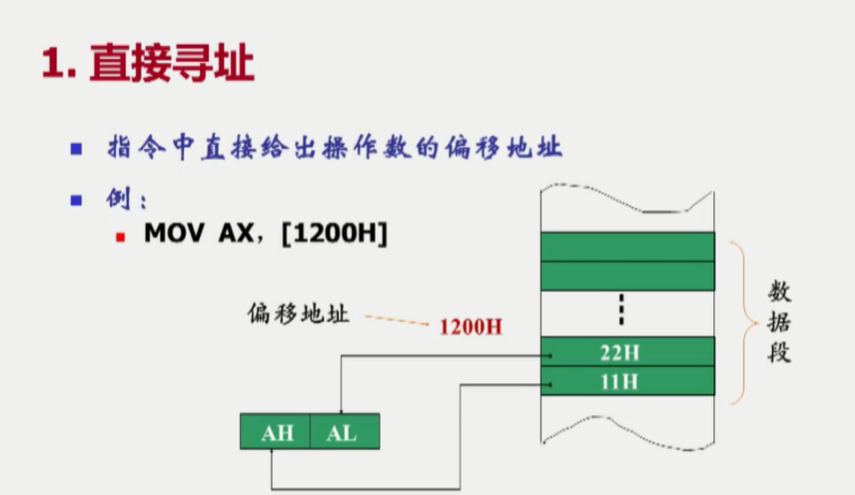 1. 直接寻址
指令中直接给出操作数的偏移地址
例：
MOV AX，[1200H]
偏移地址
1200H
22H
11H
AH AL
数据段